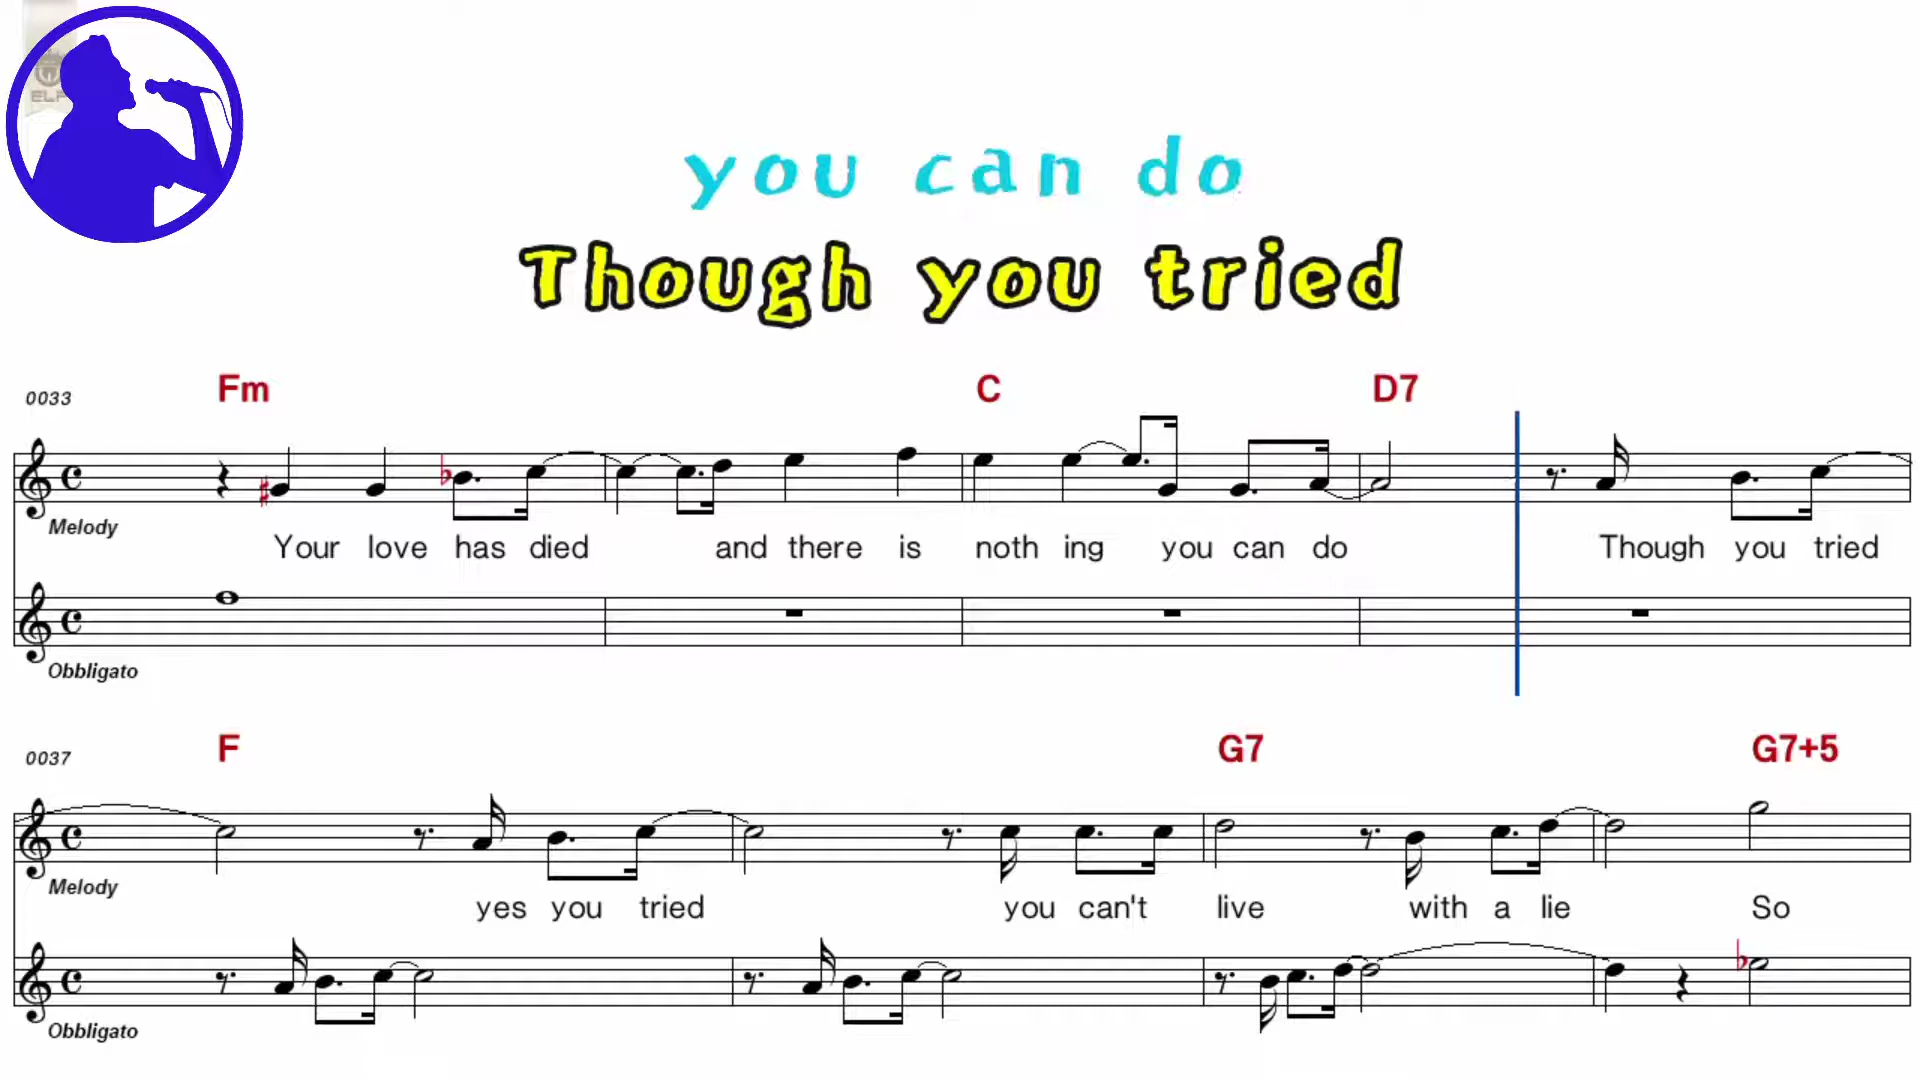 ELF
you can do
Though you tried
0033 Fm C D7
Melody
Your love has died and there is noth ing you can do Though you tried
Obbligato
0037 F G7 G7+5
Melody
yes you tried you can't live with a lie So
Obbligato